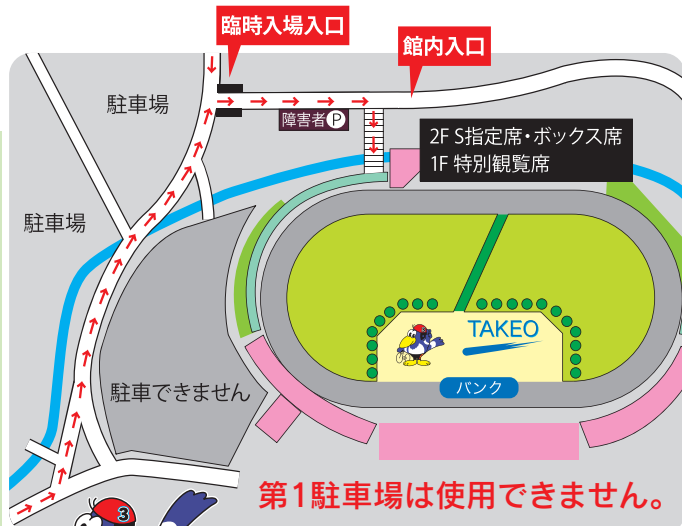 臨時入場入口
館内入口
駐車場
障害者 P
2F S指定席・ボックス席
1F 特別観覧席
駐車場
TAKEO
バンク
駐車できません
第1駐車場は使用できません。
3